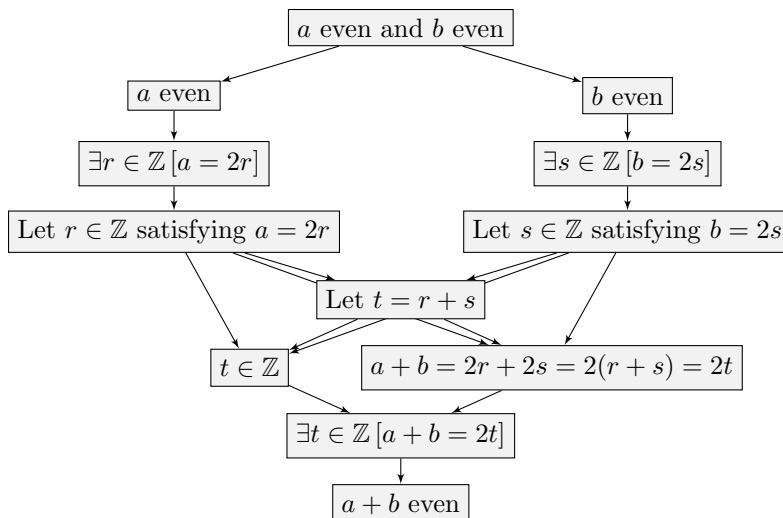 a even and b even
a even
b even
∃r ∈ ℤ [a = 2r]
∃s ∈ ℤ [b = 2s]
Let r ∈ ℤ satisfying a = 2r
Let s ∈ ℤ satisfying b = 2s
Let t = r + s
t ∈ ℤ
a + b = 2r + 2s = 2(r + s) = 2t
∃t ∈ ℤ [a + b = 2t]
a + b even